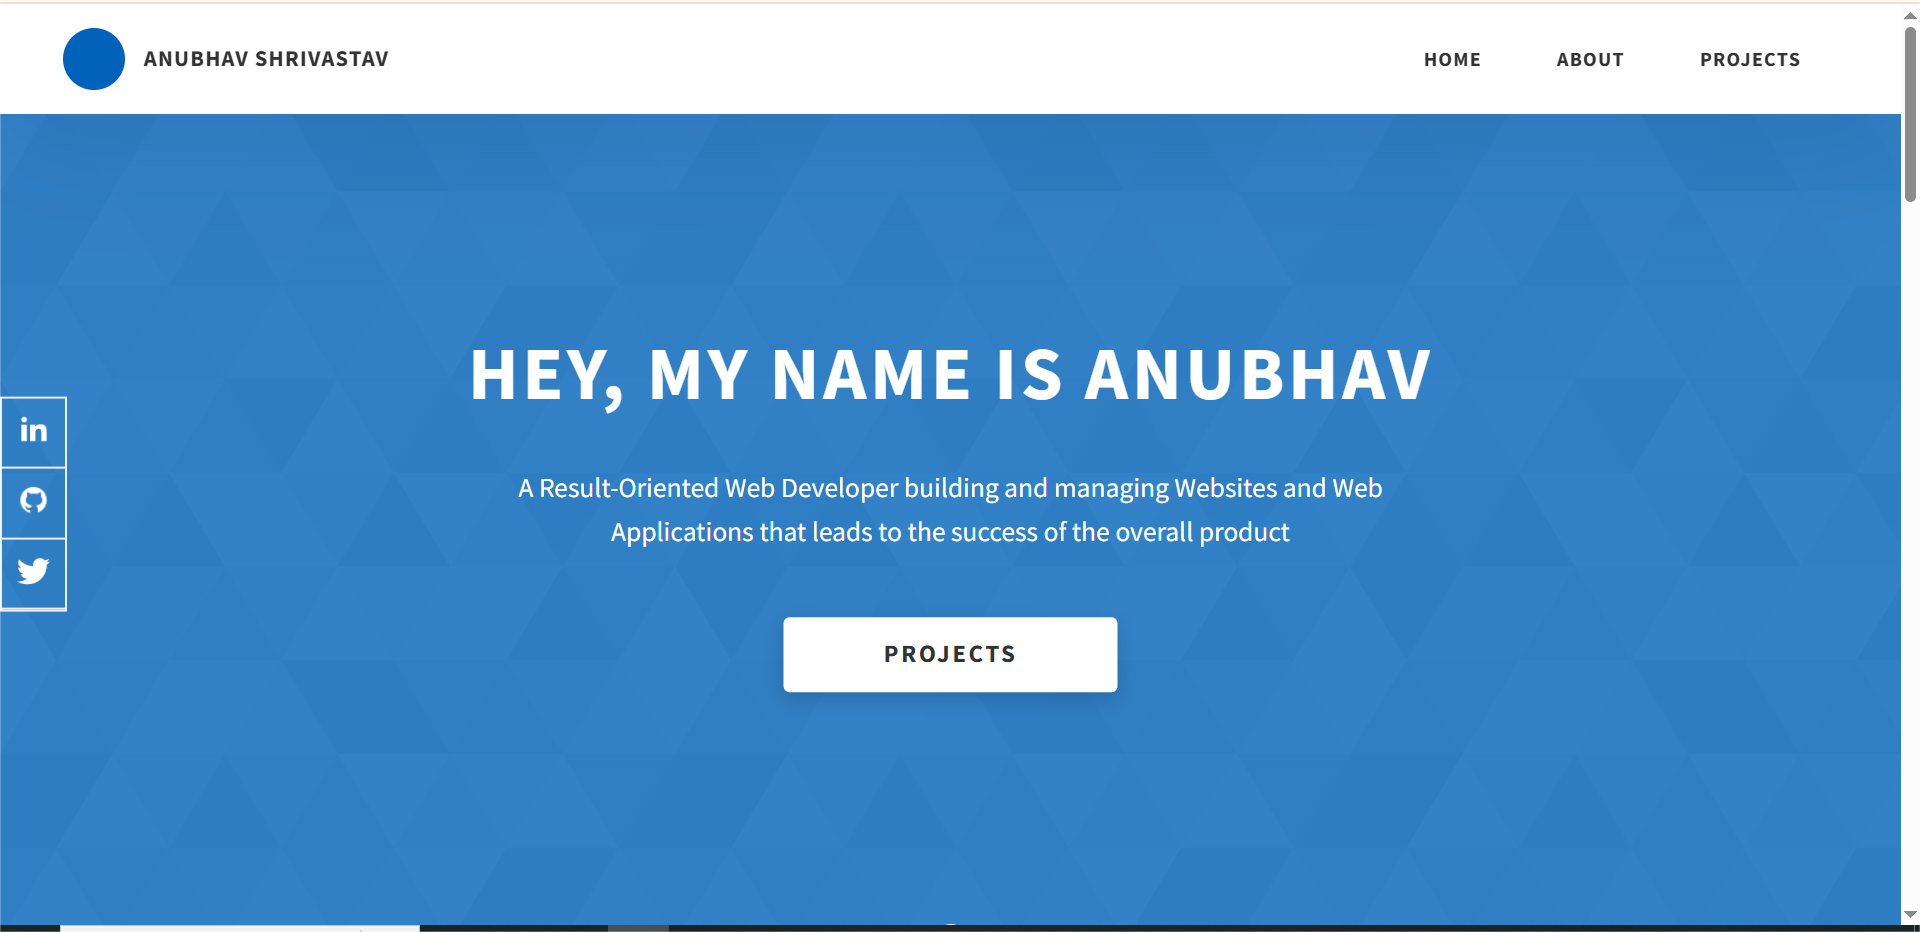 ANUBHAV SHRIVASTAV
HOME
ABOUT
PROJECTS
HEY, MY NAME IS ANUBHAV
A Result-Oriented Web Developer building and managing Websites and Web
Applications that leads to the success of the overall product
in
PROJECTS